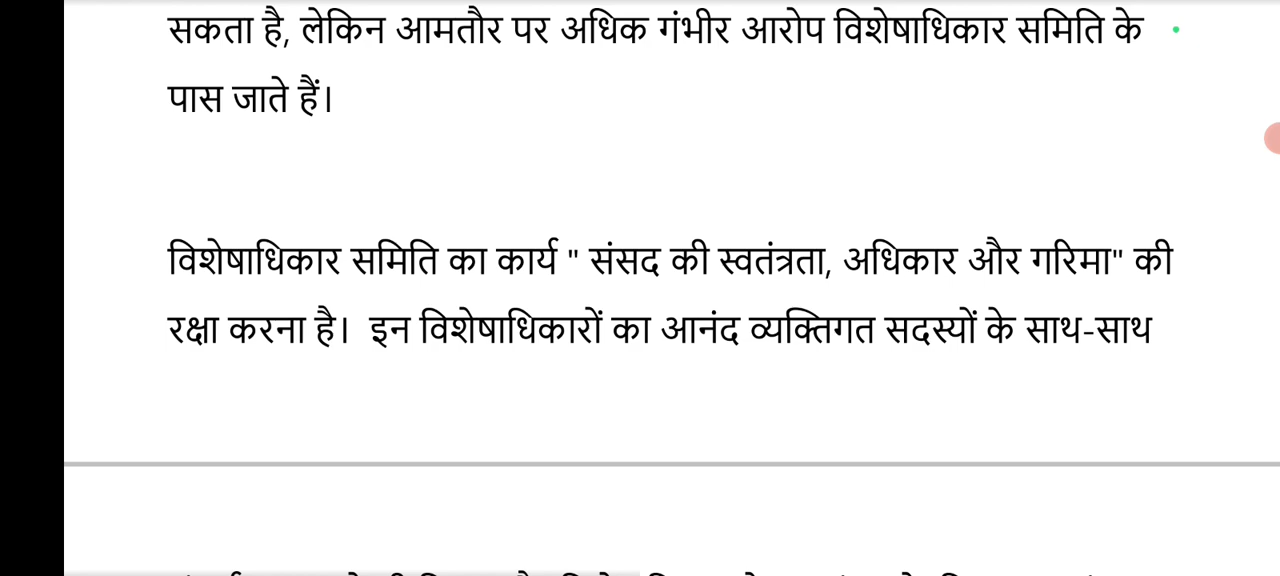 सकता है, लेकिन आमतौर पर अधिक गंभीर आरोप विशेषाधिकार समिति के
पास जाते हैं।
विशेषाधिकार समिति का कार्य " संसद की स्वतंत्रता, अधिकार और गरिमा" की
रक्षा करना है। इन विशेषाधिकारों का आनंद व्यक्तिगत सदस्यों के साथ-साथ